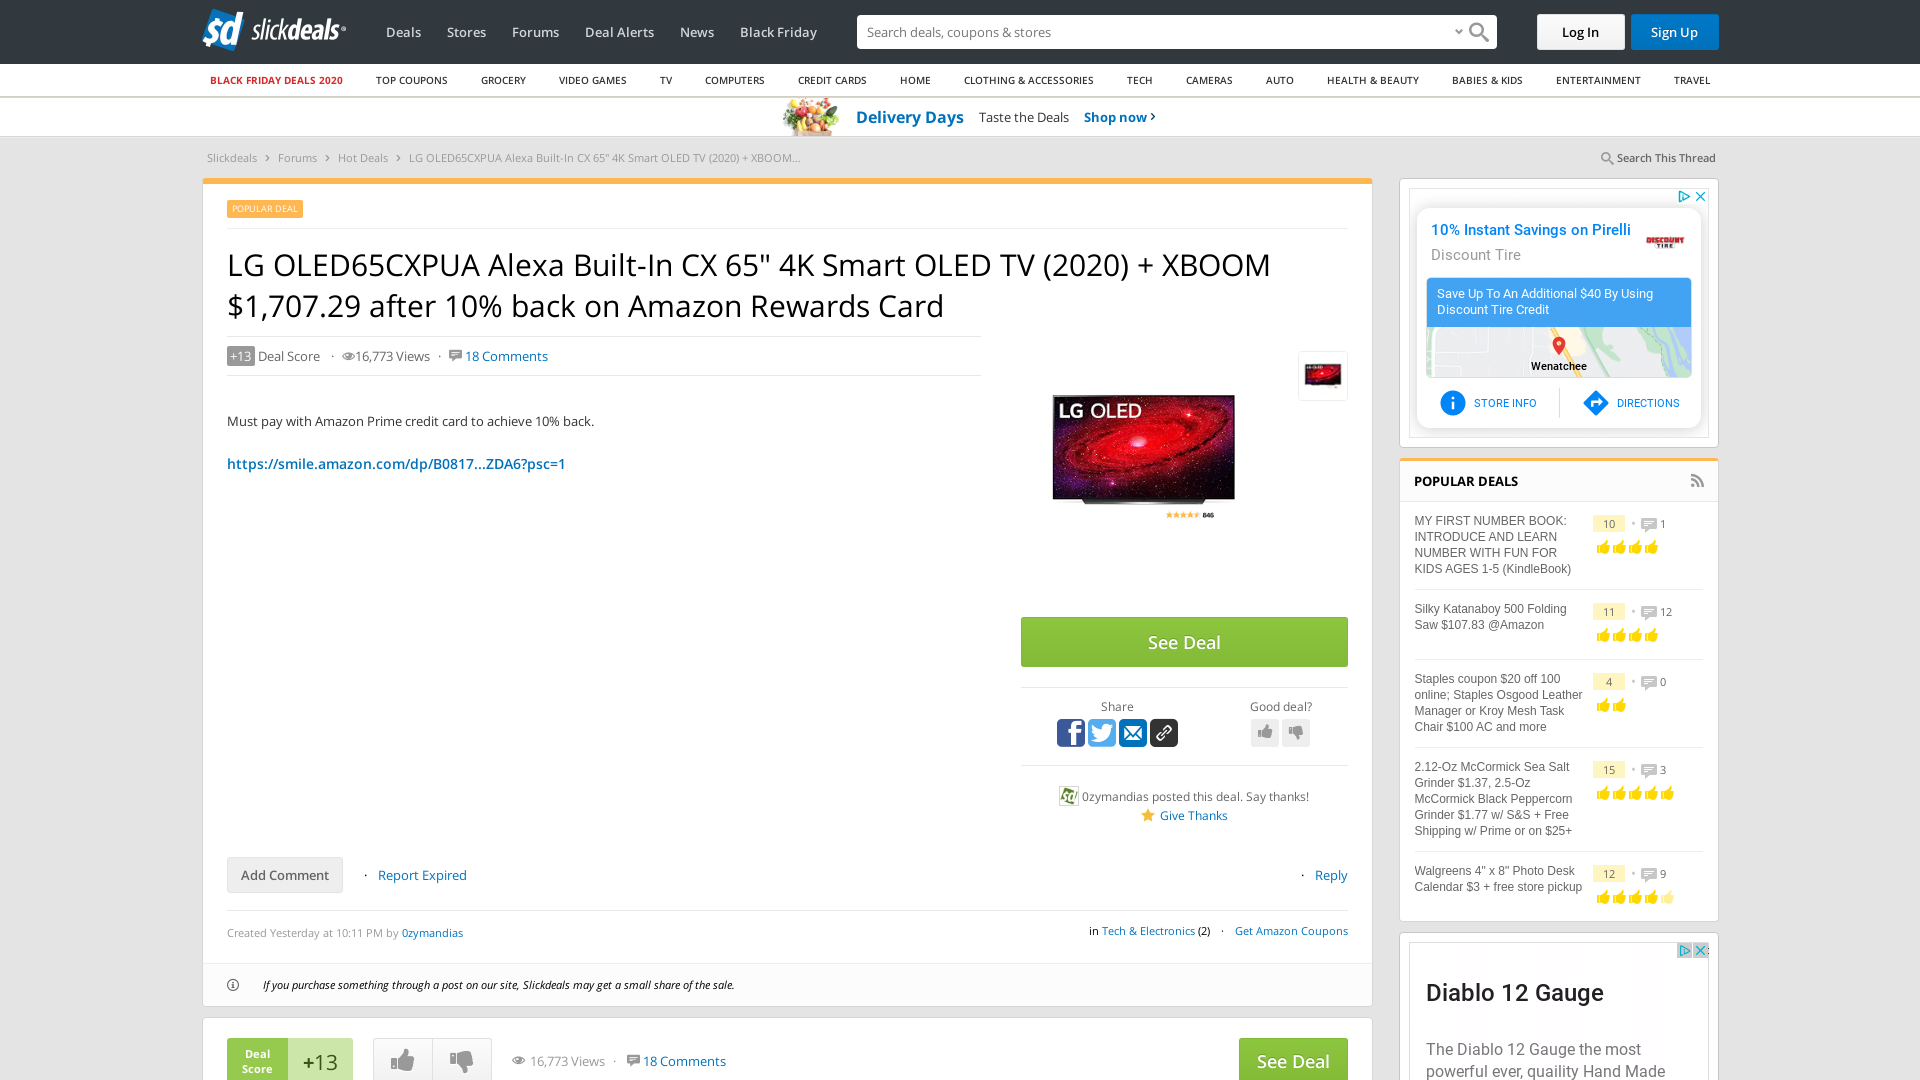 slickdeals
Deals
Stores
Forums
Deal Alerts
News
Black Friday
Search deals, coupons & stores
Log In
Sign Up
BLACK FRIDAY DEALS 2020
TOP COUPONS
GROCERY
VIDEO GAMES
TV
COMPUTERS
CREDIT CARDS
HOME
CLOTHING & ACCESSORIES
TECH
CAMERAS
AUTO
HEALTH & BEAUTY
BABIES & KIDS
ENTERTAINMENT
TRAVEL
Delivery Days Taste the Deals Shop now ›
Slickdeals › Forums › Hot Deals › LG OLED65CXPUA Alexa Built-In CX 65" 4K Smart OLED TV (2020) + XBOOM...
Search This Thread
POPULAR DEAL
LG OLED65CXPUA Alexa Built-In CX 65" 4K Smart OLED TV (2020) + XBOOM
$1,707.29 after 10% back on Amazon Rewards Card
+13 Deal Score · 16,773 Views · 18 Comments
Must pay with Amazon Prime credit card to achieve 10% back.
https://smile.amazon.com/dp/B0817...ZDA6?psc=1
LG OLED
846
See Deal
Share
Good deal?
0zymandias posted this deal. Say thanks!
Give Thanks
Add Comment · Report Expired
· Reply
Created Yesterday at 10:11 PM by 0zymandias
in Tech & Electronics (2) · Get Amazon Coupons
If you purchase something through a post on our site, Slickdeals may get a small share of the sale.
Deal
Score
+13
16,773 Views · 18 Comments
See Deal
10% Instant Savings on Pirelli
Discount Tire
DISCOUNT
TIRE
Save Up To An Additional $40 By Using
Discount Tire Credit
Wenatchee
STORE INFO
DIRECTIONS
POPULAR DEALS
MY FIRST NUMBER BOOK:
INTRODUCE AND LEARN
NUMBER WITH FUN FOR
KIDS AGES 1-5 (KindleBook)
10 • 1
Silky Katanaboy 500 Folding
Saw $107.83 @Amazon
11 • 12
Staples coupon $20 off 100
online; Staples Osgood Leather
Manager or Kroy Mesh Task
Chair $100 AC and more
4 • 0
2.12-Oz McCormick Sea Salt
Grinder $1.37, 2.5-Oz
McCormick Black Peppercorn
Grinder $1.77 w/ S&S + Free
Shipping w/ Prime or on $25+
15 • 3
Walgreens 4" x 8" Photo Desk
Calendar $3 + free store pickup
12 • 9
Diablo 12 Gauge
The Diablo 12 Gauge the most
powerful ever, quaility Hand Made